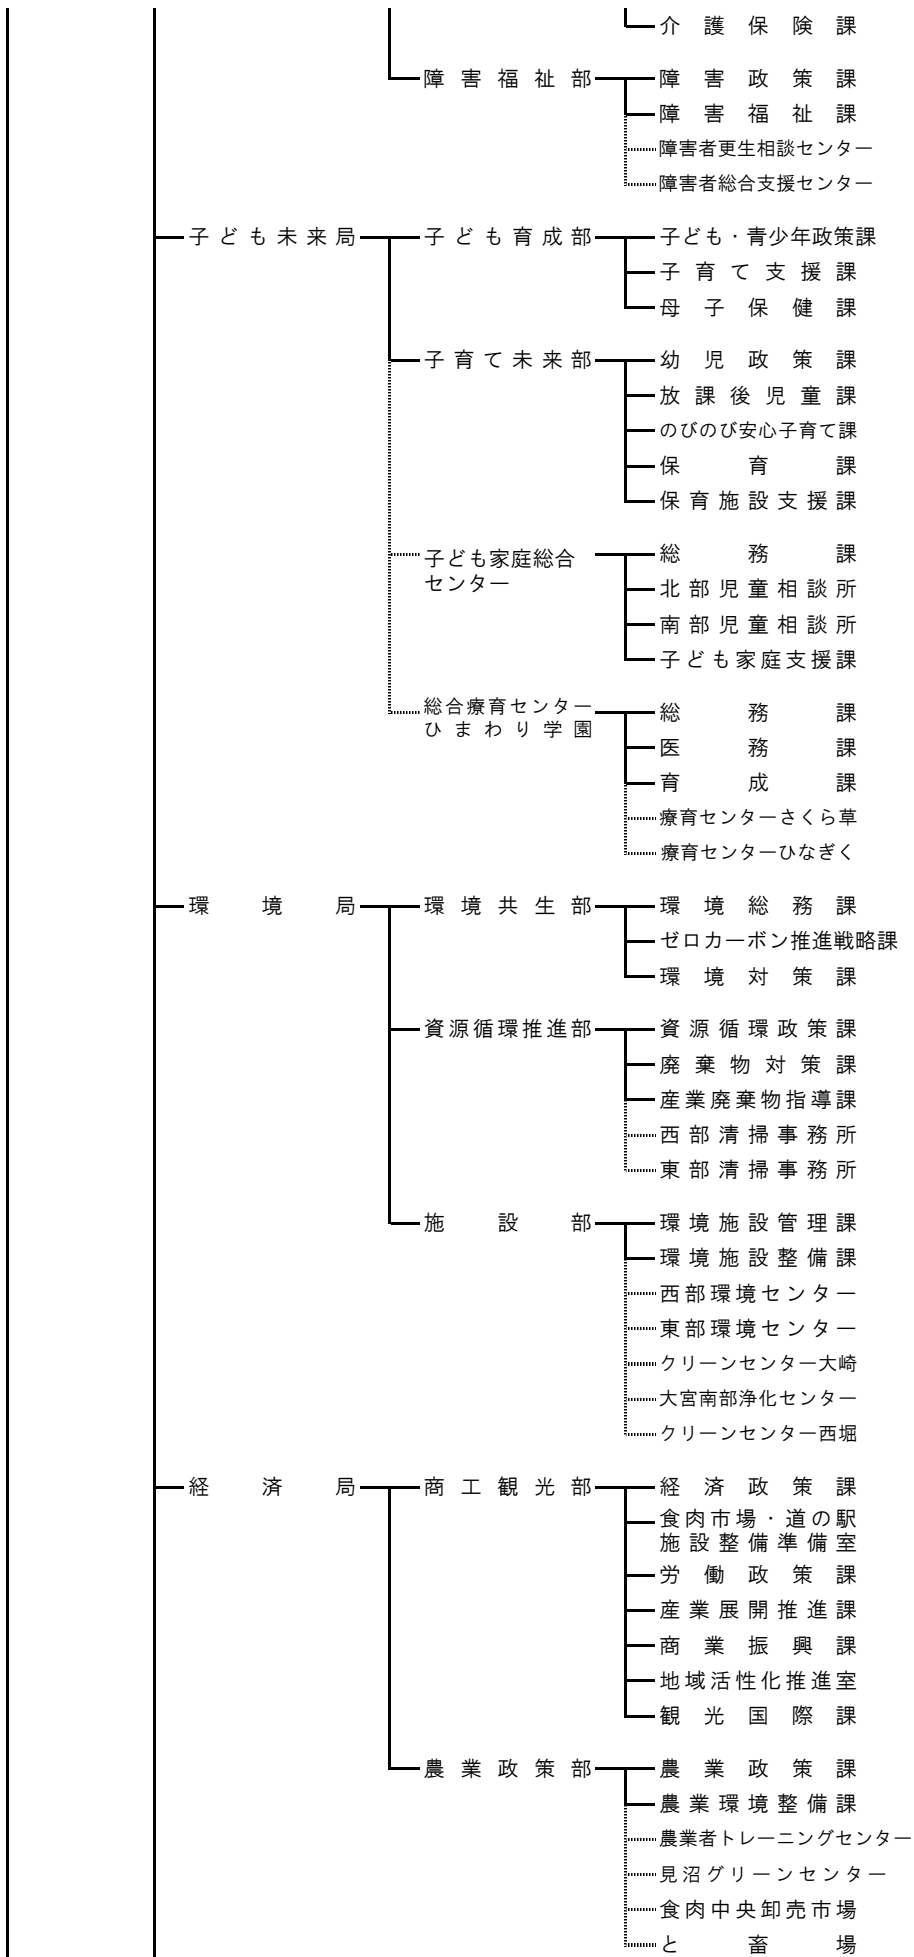 介護保険課
障害福祉部 障害政策課
障害福祉課
障害者更生相談センター
障害者総合支援センター
子ども未来局 子ども育成部 子ども・青少年政策課
子育て支援課
母子保健課
子育て未来部 幼児政策課
放課後児童課
のびのび安心子育て課
保育課
保育施設支援課
子ども家庭総合 総務課
センター
北部児童相談所
南部児童相談所
子ども家庭支援課
総合療育センター 総務課
ひまわり学園
医務課
育成課
療育センターさくら草
療育センターひなぎく
環境局 環境共生部 環境総務課
ゼロカーボン推進戦略課
環境対策課
資源循環推進部 資源循環政策課
廃棄物対策課
産業廃棄物指導課
西部清掃事務所
東部清掃事務所
施設部 環境施設管理課
環境施設整備課
西部環境センター
東部環境センター
クリーンセンター大崎
大宮南部浄化センター
クリーンセンター西堀
経済局 商工観光部 経済政策課
食肉市場・道の駅
施設整備準備室
労働政策課
産業展開推進課
商業振興課
地域活性化推進室
観光国際課
農業政策部 農業政策課
農業環境整備課
農業者トレーニングセンター
見沼グリーンセンター
食肉中央卸売市場
と畜場